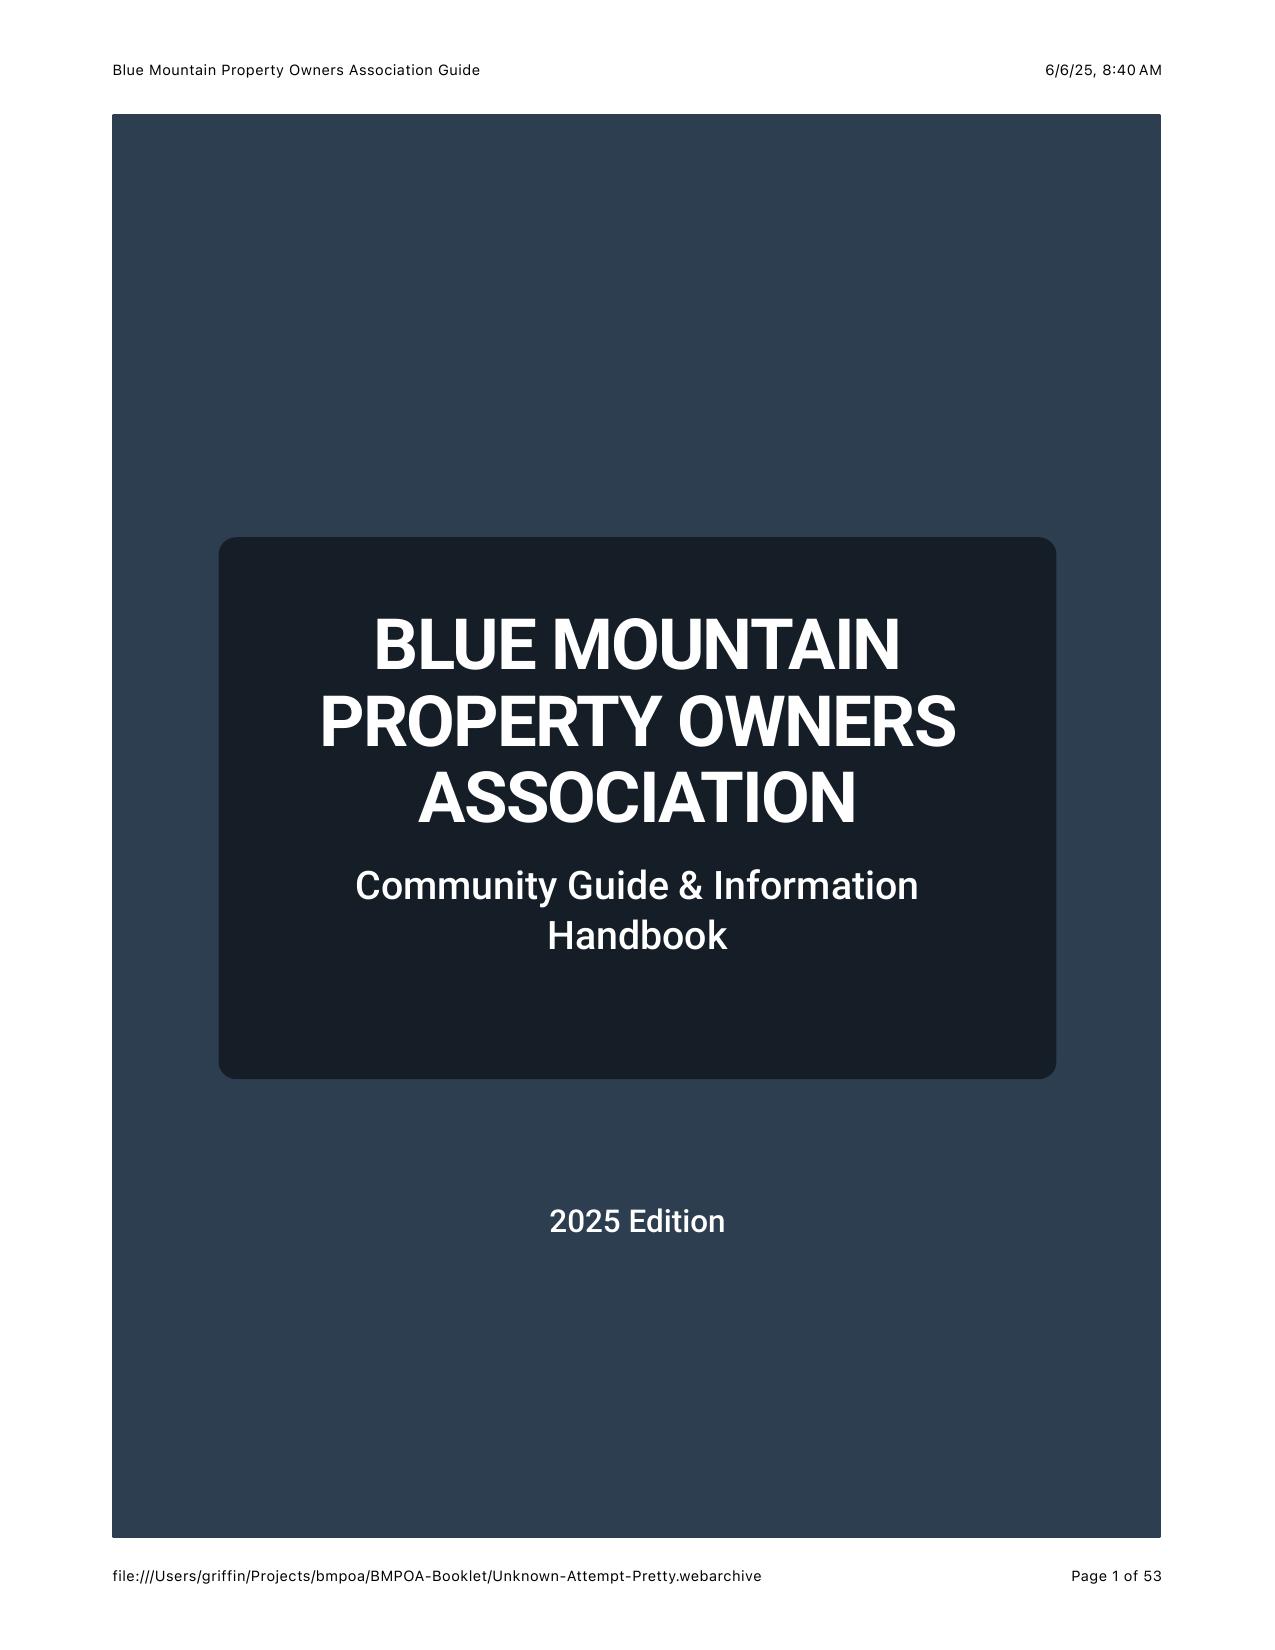 Blue Mountain Property Owners Association Guide 6/6/25, 8:40 AM
BLUE MOUNTAIN
PROPERTY OWNERS
ASSOCIATION
Community Guide & Information
Handbook
2025 Edition
file:///Users/griffin/Projects/bmpoa/BMPOA-Booklet/Unknown-Attempt-Pretty.webarchive Page 1 of 53